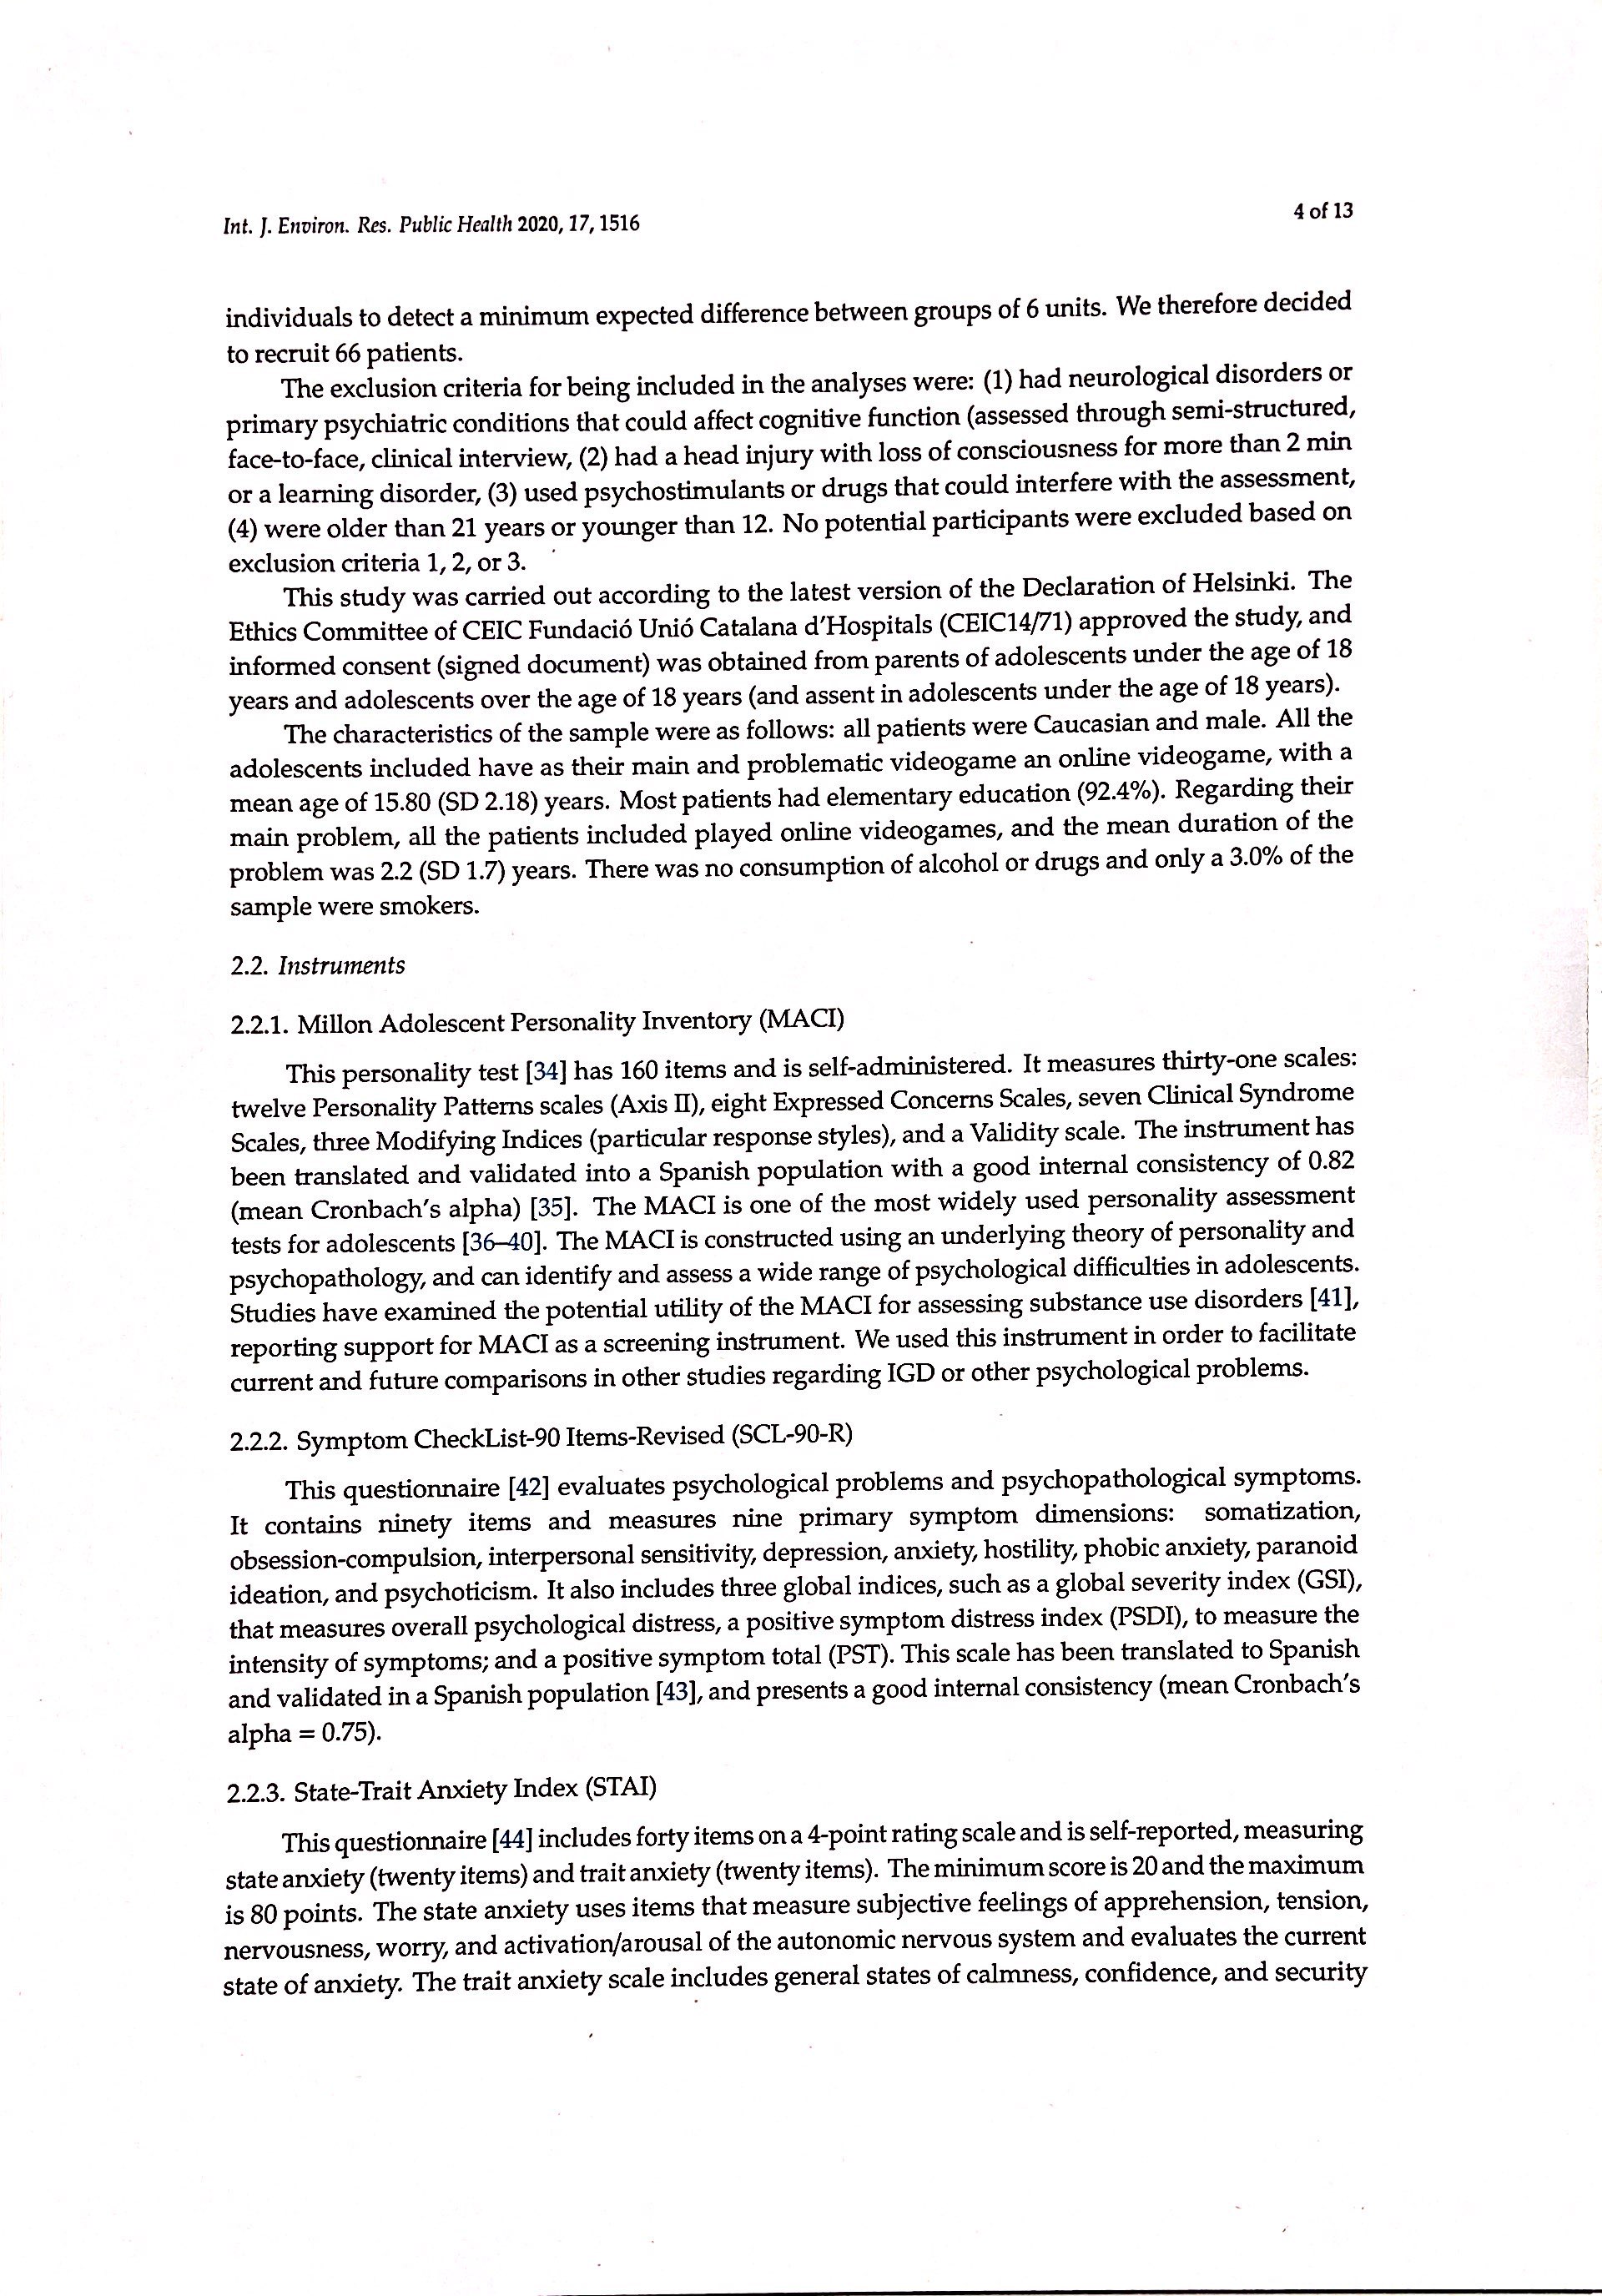 Int. J. Environ. Res. Public Health 2020, 17, 1516
4 of 13
individuals to detect a minimum expected difference between groups of 6 units. We therefore decided
to recruit 66 patients.
The exclusion criteria for being included in the analyses were: (1) had neurological disorders or
primary psychiatric conditions that could affect cognitive function (assessed through semi-structured,
face-to-face, clinical interview, (2) had a head injury with loss of consciousness for more than 2 min
or a learning disorder, (3) used psychostimulants or drugs that could interfere with the assessment,
(4) were older than 21 years or younger than 12. No potential participants were excluded based on
exclusion criteria 1, 2, or 3.
This study was carried out according to the latest version of the Declaration of Helsinki. The
Ethics Committee of CEIC Fundació Unió Catalana d'Hospitals (CEIC14/71) approved the study, and
informed consent (signed document) was obtained from parents of adolescents under the age of 18
years and adolescents over the age of 18 years (and assent in adolescents under the age of 18 years).
The characteristics of the sample were as follows: all patients were Caucasian and male. All the
adolescents included have as their main and problematic videogame an online videogame, with a
mean age of 15.80 (SD 2.18) years. Most patients had elementary education (92.4%). Regarding their
main problem, all the patients included played online videogames, and the mean duration of the
problem was 2.2 (SD 1.7) years. There was no consumption of alcohol or drugs and only a 3.0% of the
sample were smokers.
2.2. Instruments
2.2.1. Millon Adolescent Personality Inventory (MACI)
This personality test [34] has 160 items and is self-administered. It measures thirty-one scales:
twelve Personality Patterns scales (Axis II), eight Expressed Concerns Scales, seven Clinical Syndrome
Scales, three Modifying Indices (particular response styles), and a Validity scale. The instrument has
been translated and validated into a Spanish population with a good internal consistency of 0.82
(mean Cronbach's alpha) [35]. The MACI is one of the most widely used personality assessment
tests for adolescents [36–40]. The MACI is constructed using an underlying theory of personality and
psychopathology, and can identify and assess a wide range of psychological difficulties in adolescents.
Studies have examined the potential utility of the MACI for assessing substance use disorders [41],
reporting support for MACI as a screening instrument. We used this instrument in order to facilitate
current and future comparisons in other studies regarding IGD or other psychological problems.
2.2.2. Symptom CheckList-90 Items-Revised (SCL-90-R)
This questionnaire [42] evaluates psychological problems and psychopathological symptoms.
It contains ninety items and measures nine primary symptom dimensions: somatization,
obsession-compulsion, interpersonal sensitivity, depression, anxiety, hostility, phobic anxiety, paranoid
ideation, and psychoticism. It also includes three global indices, such as a global severity index (GSI),
that measures overall psychological distress, a positive symptom distress index (PSDI), to measure the
intensity of symptoms; and a positive symptom total (PST). This scale has been translated to Spanish
and validated in a Spanish population [43], and presents a good internal consistency (mean Cronbach's
alpha = 0.75).
2.2.3. State-Trait Anxiety Index (STAI)
This questionnaire [44] includes forty items on a 4-point rating scale and is self-reported, measuring
state anxiety (twenty items) and trait anxiety (twenty items). The minimum score is 20 and the maximum
is 80 points. The state anxiety uses items that measure subjective feelings of apprehension, tension,
nervousness, worry, and activation/arousal of the autonomic nervous system and evaluates the current
state of anxiety. The trait anxiety scale includes general states of calmness, confidence, and security